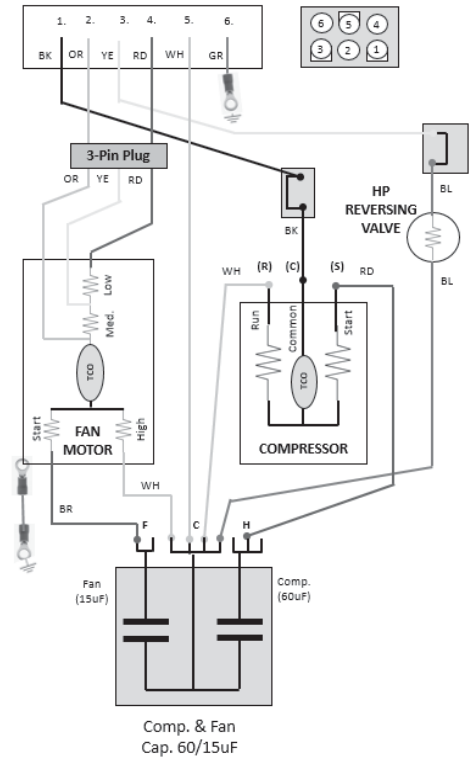 1. 2. 3. 4. 5. 6.
BK OR YE RD WH GR
6 5 4
3 2 1
3-Pin Plug
OR YE RD
BL
HP
REVERSING
VALVE
BK
BL
WH (R) (C) (S) RD
Low
Med.
TCO
Start
High
FAN
MOTOR
Run
Common
Start
TCO
COMPRESSOR
WH
BR
F C H
Fan
(15uF)
Comp.
(60uF)
Comp. & Fan
Cap. 60/15uF